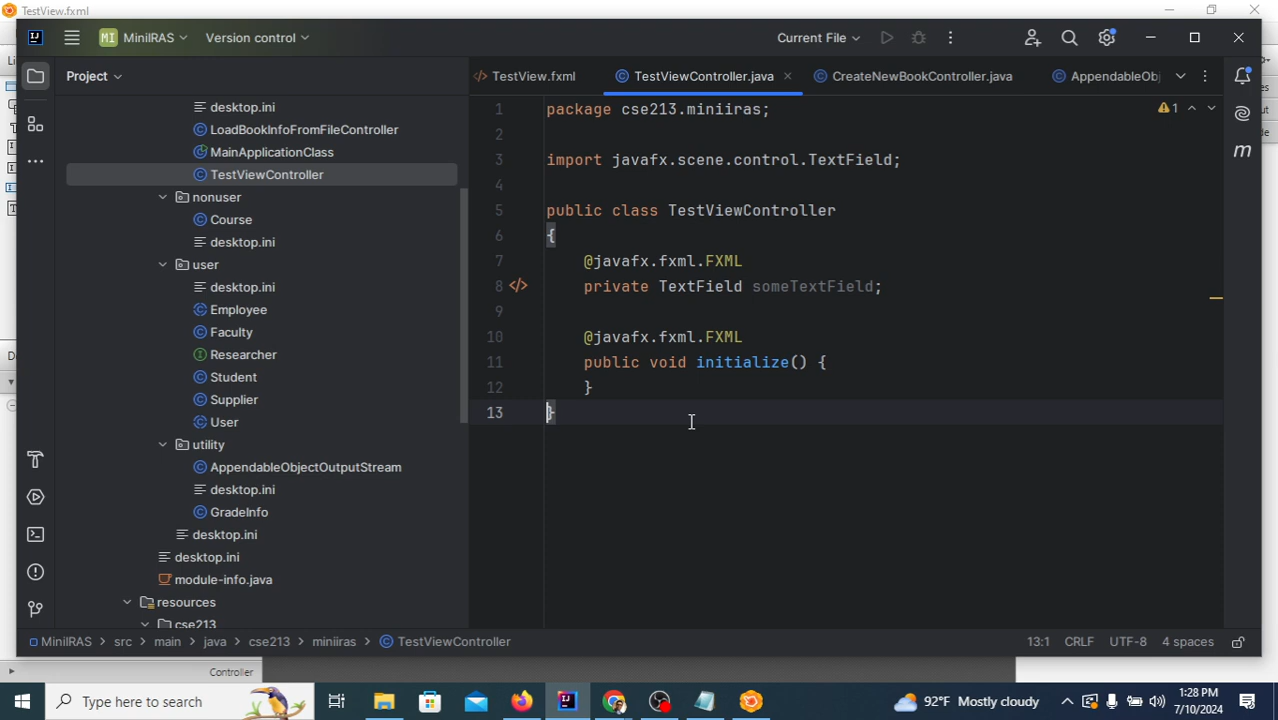 TestView.fxml
MI MiniIRAS Version control Current File
Project
TestView.fxml TestViewController.java CreateNewBookController.java AppendableObj
desktop.ini
LoadBookInfoFromFileController
MainApplicationClass
TestViewController
nonuser
Course
desktop.ini
user
desktop.ini
Employee
Faculty
Researcher
Student
Supplier
User
utility
AppendableObjectOutputStream
desktop.ini
GradeInfo
desktop.ini
desktop.ini
module-info.java
resources
cse213
1 package cse213.miniiras;
2
3 import javafx.scene.control.TextField;
4
5 public class TestViewController
6 {
7 @javafx.fxml.FXML
8 private TextField someTextField;
9
10 @javafx.fxml.FXML
11 public void initialize() {
12 }
13 }
1
MiniIRAS src main java cse213 miniiras TestViewController 13:1 CRLF UTF-8 4 spaces
Controller
Type here to search 92°F Mostly cloudy 1:28 PM
7/10/2024